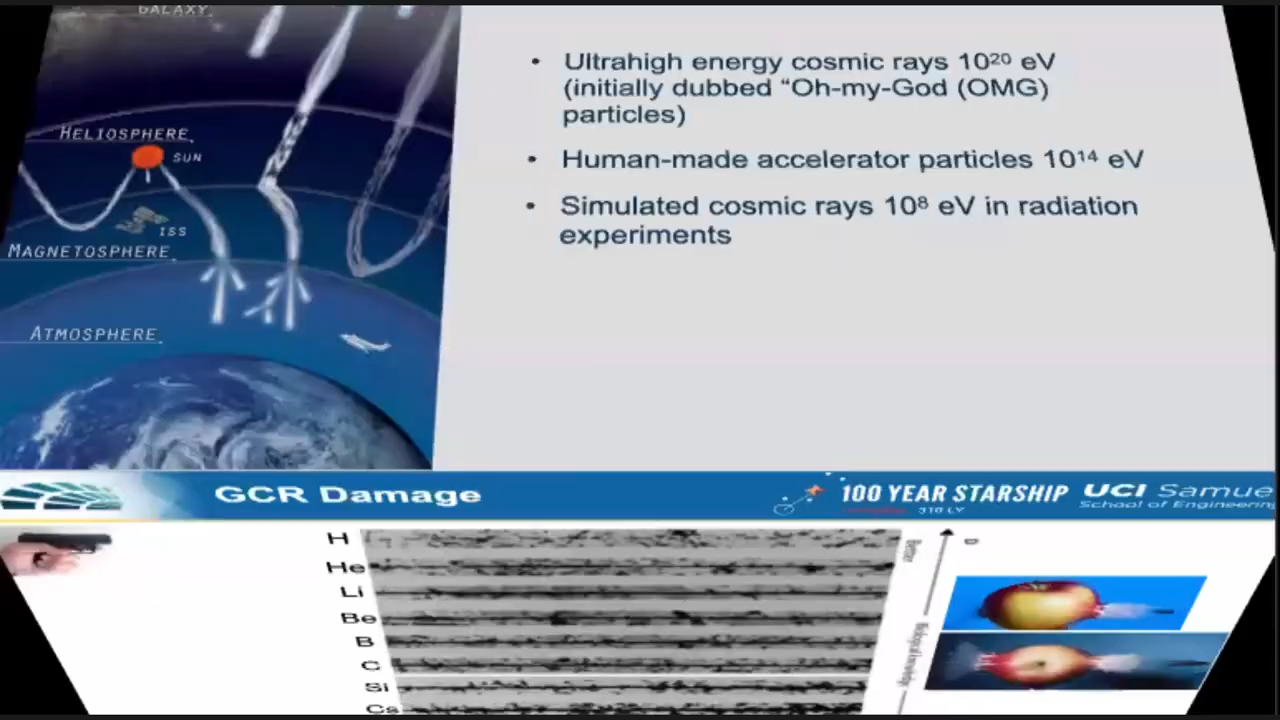 GALAXY
HELIOSPHERE
SUN
ISS
MAGNETOSPHERE
ATMOSPHERE
• Ultrahigh energy cosmic rays 10²⁰ eV
(initially dubbed “Oh-my-God (OMG)
particles)
• Human-made accelerator particles 10¹⁴ eV
• Simulated cosmic rays 10⁸ eV in radiation
experiments
GCR Damage
100 YEAR STARSHIP
UCI Samue
School of Engineering
H
He
Li
Be
B
C
Si
Ca